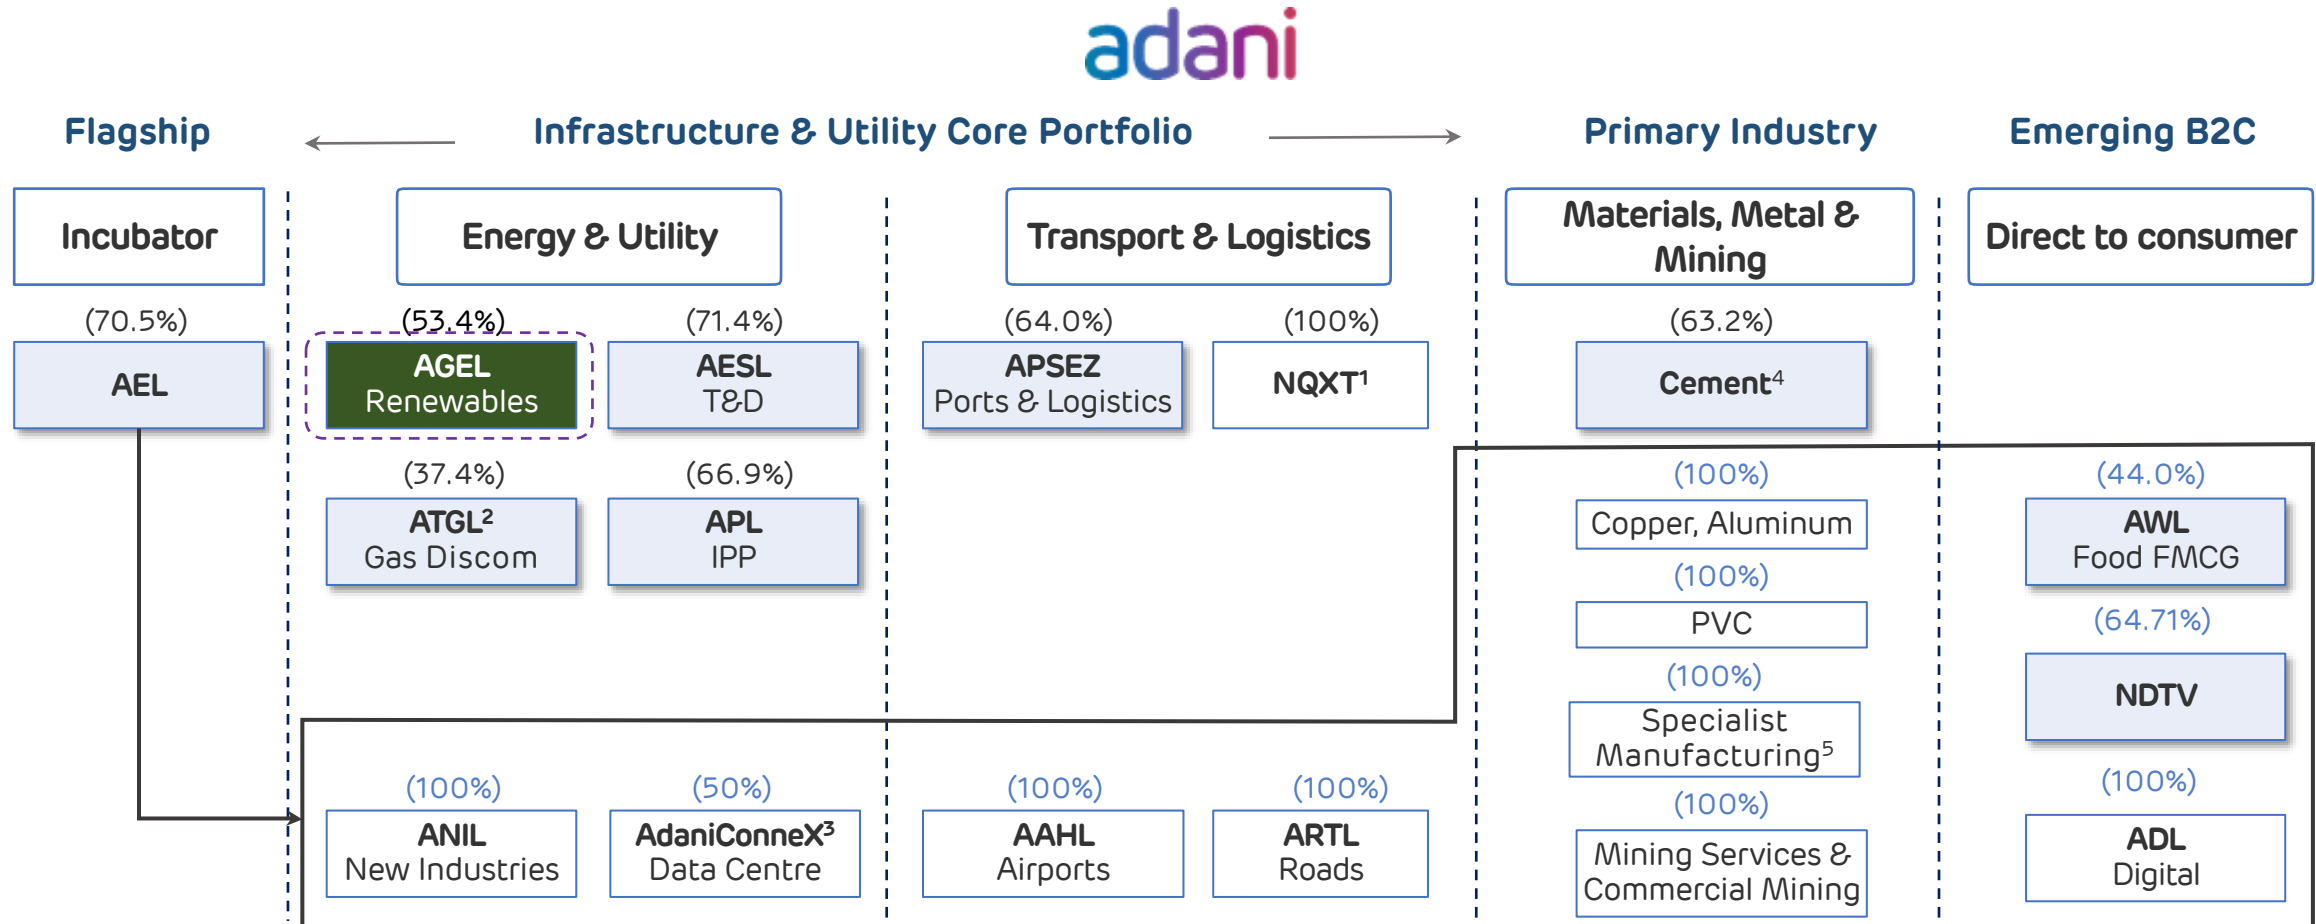 adani
Flagship
Infrastructure & Utility Core Portfolio
Primary Industry
Emerging B2C
Incubator
Energy & Utility
Transport & Logistics
Materials, Metal &
Mining
Direct to consumer
(70.5%)
(53.4%)
(71.4%)
(64.0%)
(100%)
(63.2%)
AEL
AGEL
Renewables
AESL
T&D
APSEZ
Ports & Logistics
NQXT¹
Cement⁴
(37.4%)
(66.9%)
(100%)
(44.0%)
ATGL²
Gas Discom
APL
IPP
Copper, Aluminum
AWL
Food FMCG
(100%)
PVC
(64.71%)
NDTV
(100%)
Specialist
Manufacturing⁵
(100%)
(50%)
(100%)
(100%)
(100%)
(100%)
ANIL
New Industries
AdaniConneX³
Data Centre
AAHL
Airports
ARTL
Roads
Mining Services &
Commercial Mining
ADL
Digital